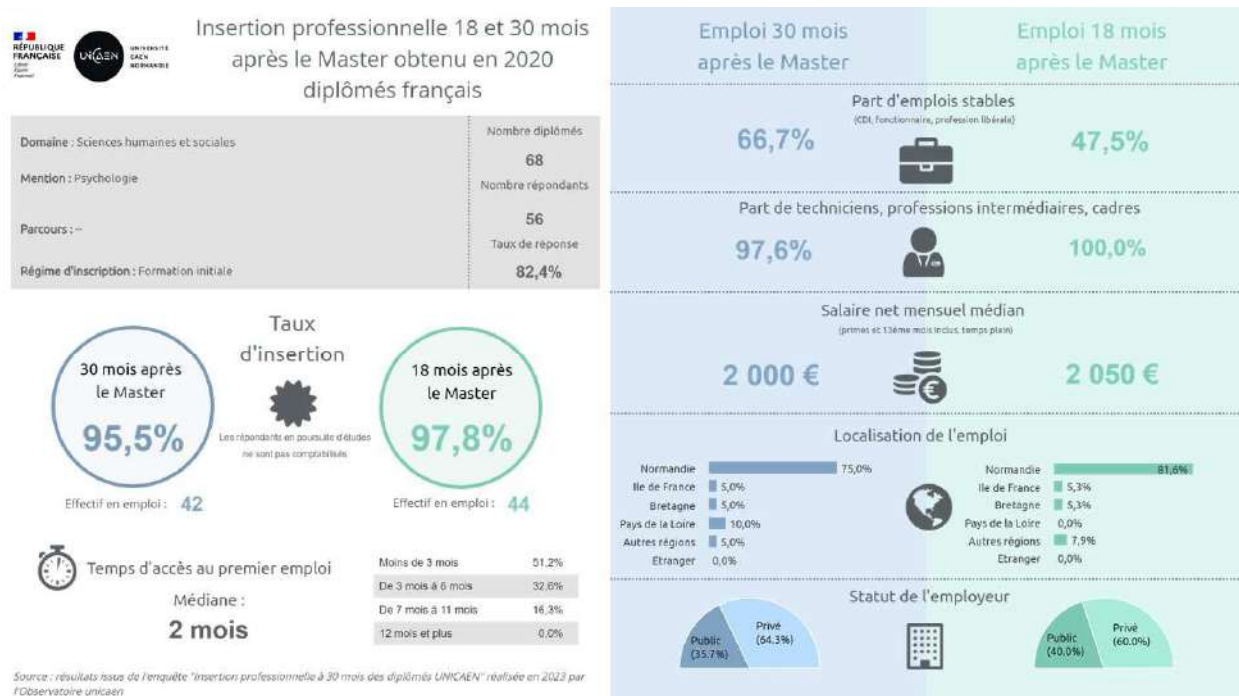 RÉPUBLIQUE
FRANÇAISE
Liberté
Égalité
Fraternité
UNICAEN
UNIVERSITÉ
CAEN
NORMANDIE
Insertion professionnelle 18 et 30 mois
après le Master obtenu en 2020
diplômés français
Domaine : Sciences humaines et sociales
Mention : Psychologie
Parcours : --
Régime d'inscription : Formation initiale
Nombre diplômés
68
Nombre répondants
56
Taux de réponse
82,4%
Taux
d'insertion
30 mois après
le Master
95,5%
Effectif en emploi : 42
18 mois après
le Master
97,8%
Effectif en emploi : 44
Les répondants en poursuite d'études
ne sont pas comptabilisés
Temps d'accès au premier emploi
Médiane :
2 mois
Moins de 3 mois 51,2%
De 3 mois à 6 mois 32,6%
De 7 mois à 11 mois 16,3%
12 mois et plus 0,0%
Source : résultats issus de l'enquête "Insertion professionnelle à 30 mois des diplômés UNICAEN" réalisée en 2023 par
l'Observatoire unicaen
Emploi 30 mois
après le Master
Emploi 18 mois
après le Master
Part d'emplois stables
(CDI, fonctionnaire, profession libérale)
66,7% 47,5%
Part de techniciens, professions intermédiaires, cadres
97,6% 100,0%
Salaire net mensuel médian
(primes et 13ème mois inclus, temps plein)
2 000 € 2 050 €
Localisation de l'emploi
Normandie 75,0%
Ile de France 5,0%
Bretagne 5,0%
Pays de la Loire 10,0%
Autres régions 5,0%
Etranger 0,0%
Normandie 81,6%
Ile de France 5,3%
Bretagne 5,3%
Pays de la Loire 0,0%
Autres régions 7,9%
Etranger 0,0%
Statut de l'employeur
Public
(35.7%)
Privé
(64.3%)
Public
(40.0%)
Privé
(60.0%)